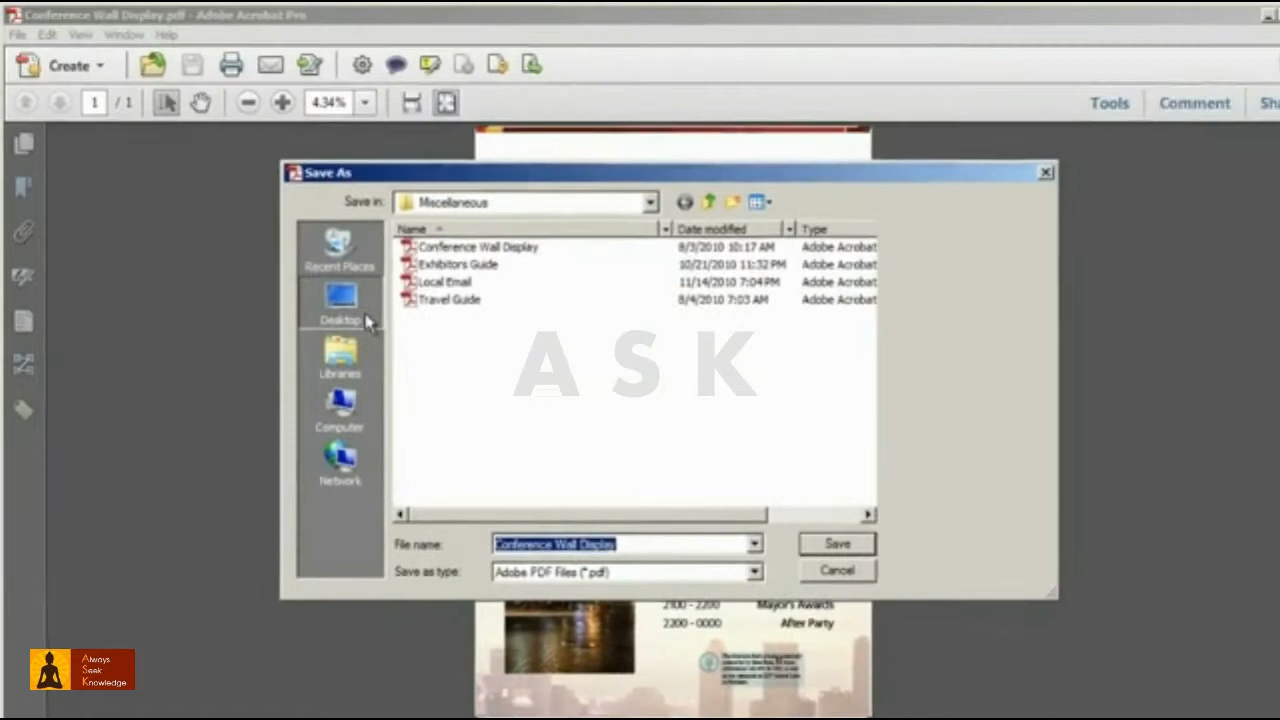 Conference Wall Display.pdf - Adobe Acrobat Pro
File Edit View Window Help
Create
1 / 1 4.34% Tools Comment Sha
Save As
Save in: Miscellaneous
Name Date modified Type
Conference Wall Display 8/3/2010 10:17 AM Adobe Acrobat
Exhibitors Guide 10/21/2010 11:32 PM Adobe Acrobat
Local Email 11/14/2010 7:04 PM Adobe Acrobat
Travel Guide 8/4/2010 7:03 AM Adobe Acrobat
Recent Places
Desktop
Libraries
Computer
Network
ASK
File name: Conference Wall Display Save
Save as type: Adobe PDF Files (*.pdf) Cancel
2100 - 2200 Mayor's Awards
2200 - 0000 After Party
Always
Seek
Knowledge